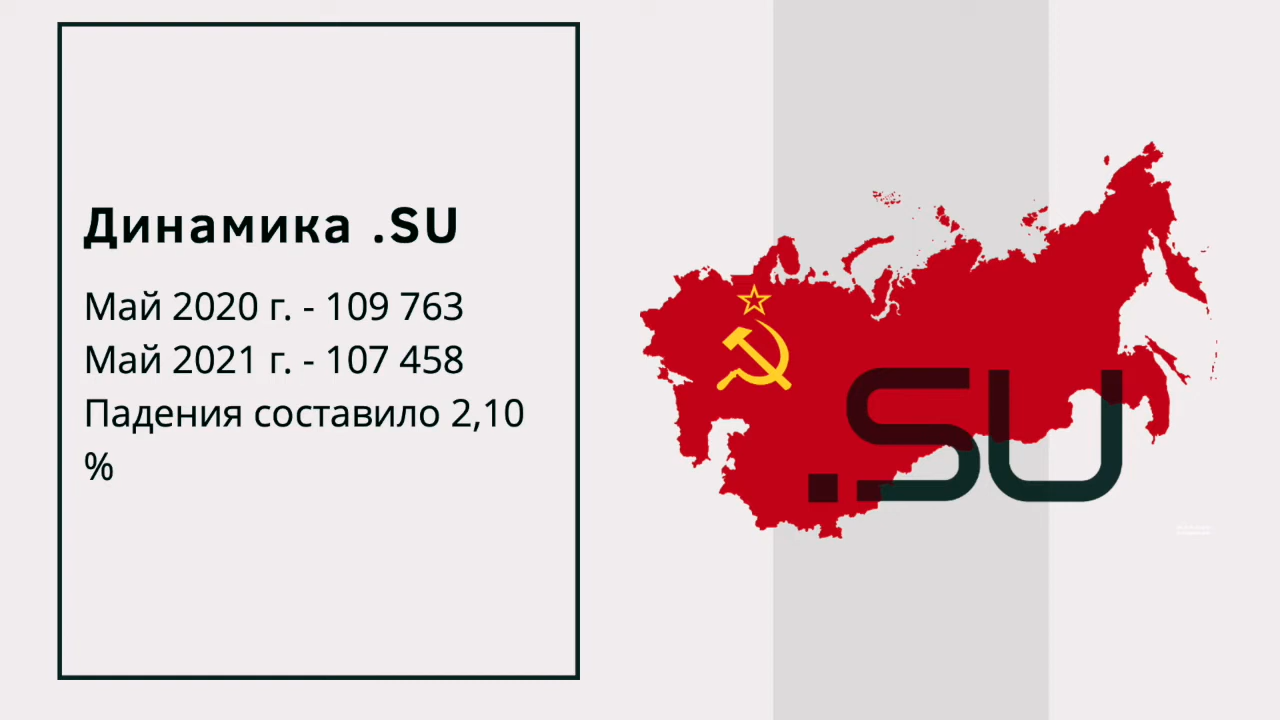 Динамика .SU
Май 2020 г. - 109 763
Май 2021 г. - 107 458
Падения составило 2,10
%
.SU